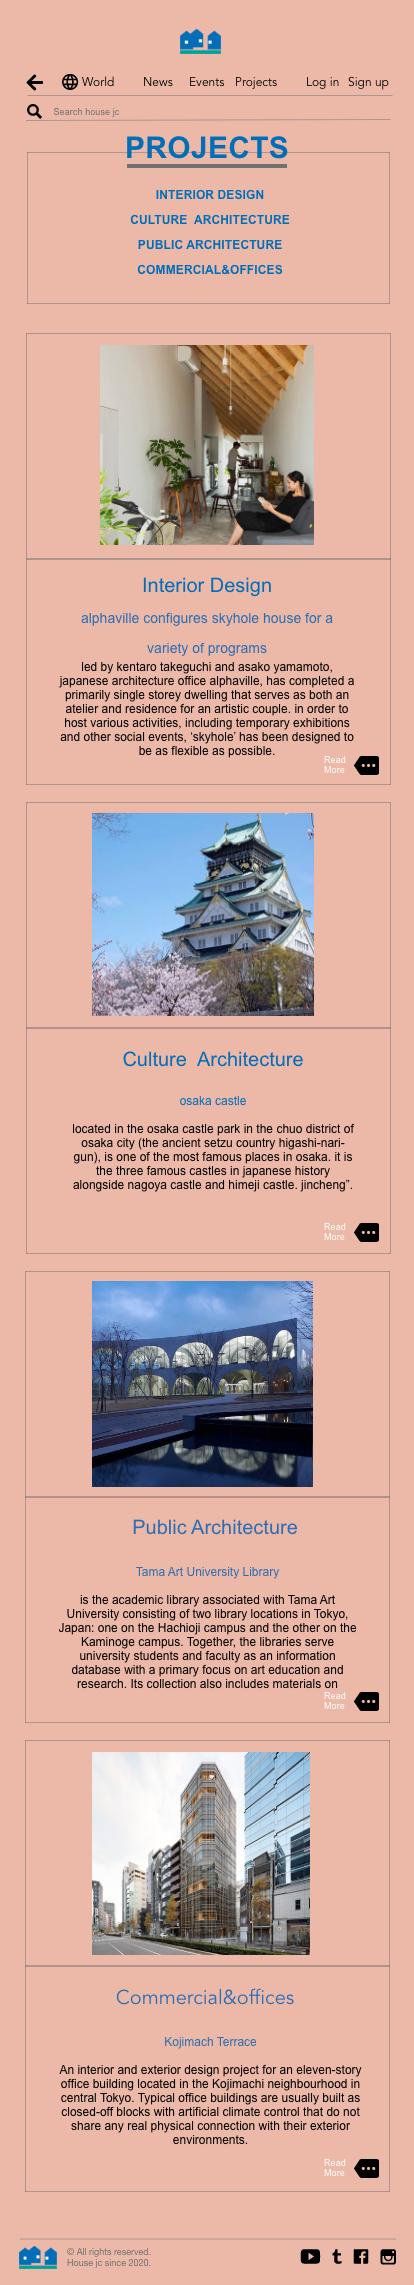 World News Events Projects Log in Sign up
Search house jc
PROJECTS
INTERIOR DESIGN
CULTURE ARCHITECTURE
PUBLIC ARCHITECTURE
COMMERCIAL&OFFICES
Interior Design
alphaville configures skyhole house for a
variety of programs
led by kentaro takeguchi and asako yamamoto,
japanese architecture office alphaville, has completed a
primarily single storey dwelling that serves as both an
atelier and residence for an artistic couple. in order to
host various activities, including temporary exhibitions
and other social events, ‘skyhole’ has been designed to
be as flexible as possible.
Read
More
Culture Architecture
osaka castle
located in the osaka castle park in the chuo district of
osaka city (the ancient setzu country higashi-nari-
gun), is one of the most famous places in osaka. it is
the three famous castles in japanese history
alongside nagoya castle and himeji castle. jincheng”.
Read
More
Public Architecture
Tama Art University Library
is the academic library associated with Tama Art
University consisting of two library locations in Tokyo,
Japan: one on the Hachioji campus and the other on the
Kaminoge campus. Together, the libraries serve
university students and faculty as an information
database with a primary focus on art education and
research. Its collection also includes materials on
Read
More
Commercial&offices
Kojimach Terrace
An interior and exterior design project for an eleven-story
office building located in the Kojimachi neighbourhood in
central Tokyo. Typical office buildings are usually built as
closed-off blocks with artificial climate control that do not
share any real physical connection with their exterior
environments.
Read
More
© All rights reserved.
House jc since 2020.